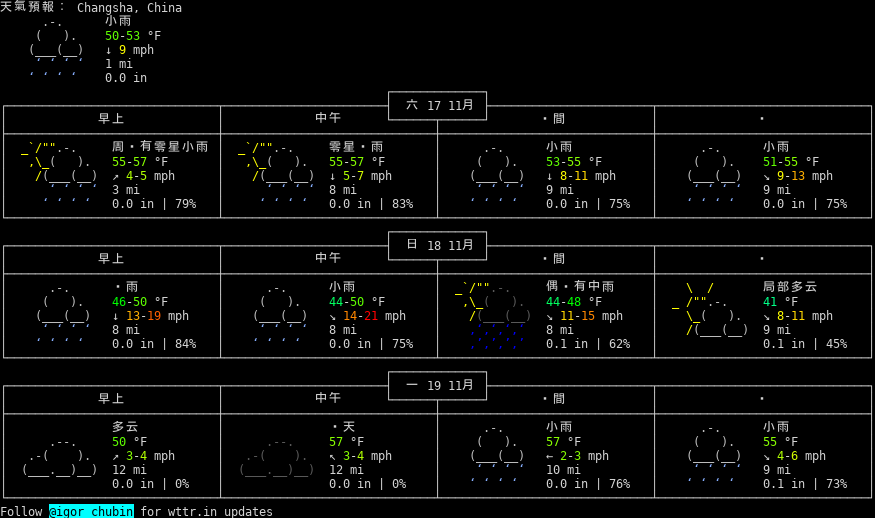 天氣預報： Changsha, China
小雨
50-53 °F
↓ 9 mph
1 mi
0.0 in
六 17 11月
早上 中午 ・間 ・
周・有零星小雨 零星・雨 小雨 小雨
55-57 °F 55-57 °F 53-55 °F 51-55 °F
↗ 4-5 mph ↓ 5-7 mph ↓ 8-11 mph ↘ 9-13 mph
3 mi 8 mi 9 mi 9 mi
0.0 in | 79% 0.0 in | 83% 0.0 in | 75% 0.0 in | 75%
日 18 11月
早上 中午 ・間 ・
・雨 小雨 偶・有中雨 局部多云
46-50 °F 44-50 °F 44-48 °F 41 °F
↓ 13-19 mph ↘ 14-21 mph ↘ 11-15 mph ↘ 8-11 mph
8 mi 8 mi 8 mi 9 mi
0.0 in | 84% 0.0 in | 75% 0.1 in | 62% 0.1 in | 45%
一 19 11月
早上 中午 ・間 ・
多云 ・天 小雨 小雨
50 °F 57 °F 57 °F 55 °F
↗ 3-4 mph ↖ 3-4 mph ← 2-3 mph ↘ 4-6 mph
12 mi 12 mi 10 mi 9 mi
0.0 in | 0% 0.0 in | 0% 0.0 in | 76% 0.1 in | 73%
Follow @igor_chubin for wttr.in updates